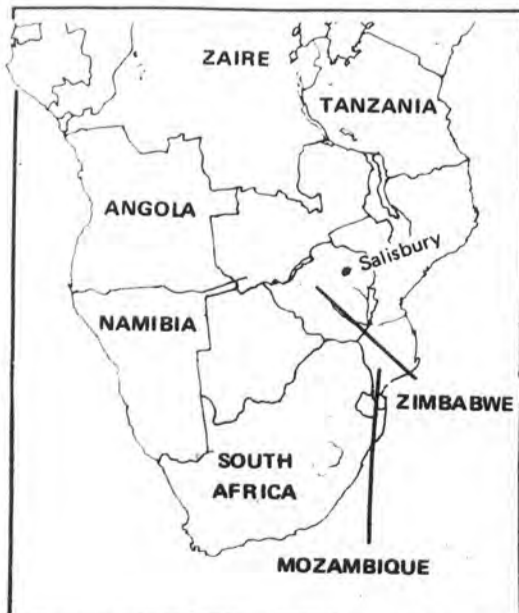 ZAIRE
TANZANIA
ANGOLA
Salisbury
NAMIBIA
ZIMBABWE
SOUTH
AFRICA
MOZAMBIQUE